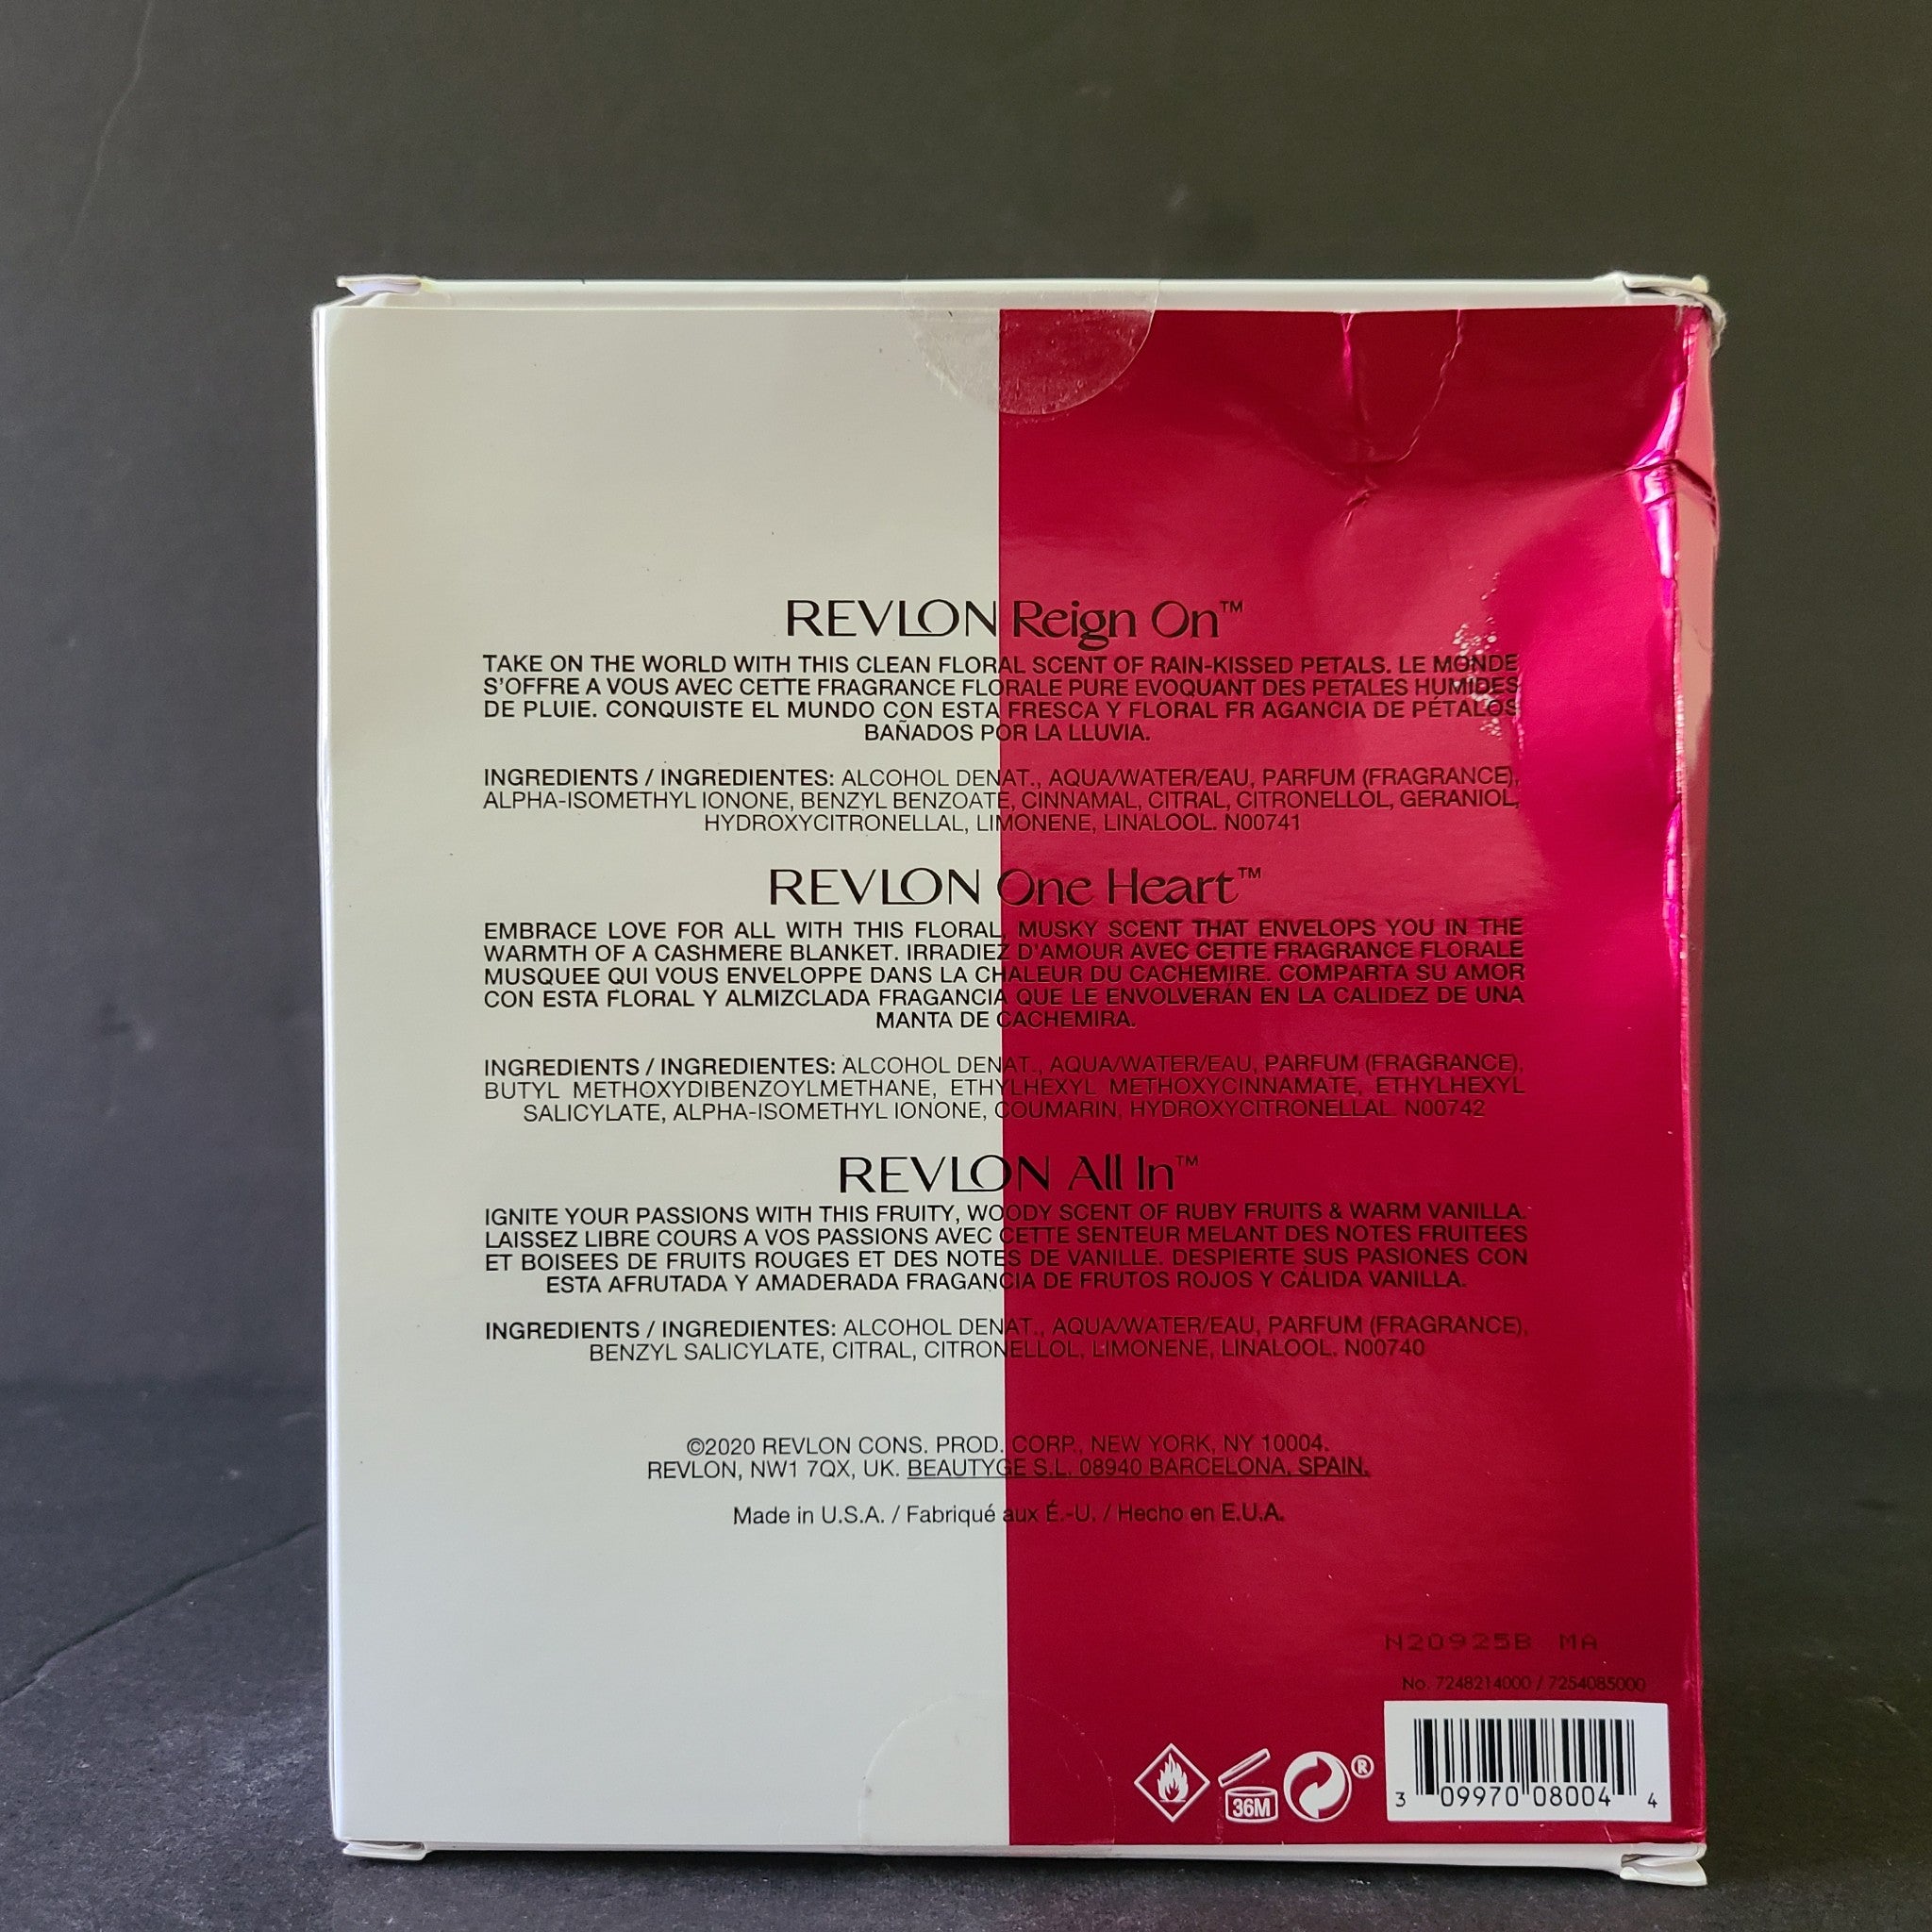 REVLON Reign On™
TAKE ON THE WORLD WITH THIS CLEAN FLORAL SCENT OF RAIN-KISSED PETALS. LE MONDE
S'OFFRE A VOUS AVEC CETTE FRAGRANCE FLORALE PURE EVOQUANT DES PETALES HUMIDES
DE PLUIE. CONQUISTE EL MUNDO CON ESTA FRESCA Y FLORAL FR AGANCIA DE PÉTALOS
BAÑADOS POR LA LLUVIA.
INGREDIENTS / INGREDIENTES: ALCOHOL DENAT., AQUA/WATER/EAU, PARFUM (FRAGRANCE),
ALPHA-ISOMETHYL IONONE, BENZYL BENZOATE, CINNAMAL, CITRAL, CITRONELLOL, GERANIOL,
HYDROXYCITRONELLAL, LIMONENE, LINALOOL. N00741
REVLON One Heart™
EMBRACE LOVE FOR ALL WITH THIS FLORAL, MUSKY SCENT THAT ENVELOPS YOU IN THE
WARMTH OF A CASHMERE BLANKET. IRRADIEZ D'AMOUR AVEC CETTE FRAGRANCE FLORALE
MUSQUEE QUI VOUS ENVELOPPE DANS LA CHALEUR DU CACHEMIRE. COMPARTA SU AMOR
CON ESTA FLORAL Y ALMIZCLADA FRAGANCIA QUE LE ENVOLVERÁN EN LA CALIDEZ DE UNA
MANTA DE CACHEMIRA.
INGREDIENTS / INGREDIENTES: ALCOHOL DENAT., AQUA/WATER/EAU, PARFUM (FRAGRANCE),
BUTYL METHOXYDIBENZOYLMETHANE, ETHYLHEXYL METHOXYCINNAMATE, ETHYLHEXYL
SALICYLATE, ALPHA-ISOMETHYL IONONE, COUMARIN, HYDROXYCITRONELLAL. N00742
REVLON All In™
IGNITE YOUR PASSIONS WITH THIS FRUITY, WOODY SCENT OF RUBY FRUITS & WARM VANILLA.
LAISSEZ LIBRE COURS A VOS PASSIONS AVEC CETTE SENTEUR MELANT DES NOTES FRUITEES
ET BOISEES DE FRUITS ROUGES ET DES NOTES DE VANILLE. DESPIERTE SUS PASIONES CON
ESTA AFRUTADA Y AMADERADA FRAGANCIA DE FRUTOS ROJOS Y CÁLIDA VANILLA.
INGREDIENTS / INGREDIENTES: ALCOHOL DENAT., AQUA/WATER/EAU, PARFUM (FRAGRANCE),
BENZYL SALICYLATE, CITRAL, CITRONELLOL, LIMONENE, LINALOOL. N00740
©2020 REVLON CONS. PROD. CORP., NEW YORK, NY 10004.
REVLON, NW1 7QX, UK. BEAUTYGE S.L. 08940 BARCELONA, SPAIN.
Made in U.S.A. / Fabriqué aux É.-U. / Hecho en E.U.A.
N20925B MA
No. 7248214000 / 7254085000
36M
®
3 09970 08004 4